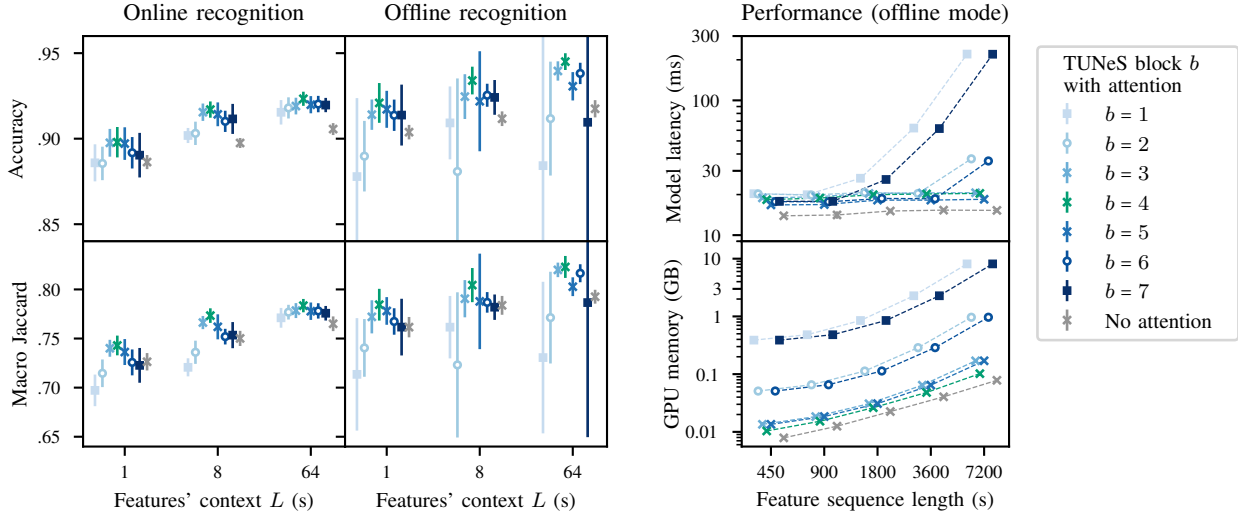 Online recognition
Offline recognition
Performance (offline mode)
Accuracy
.95
.90
.85
Macro Jaccard
.80
.75
.70
.65
1
8
64
1
8
64
Features' context L (s)
Features' context L (s)
Model latency (ms)
300
100
30
10
GPU memory (GB)
10
3
1
0.1
0.01
450
900
1800
3600
7200
Feature sequence length (s)
TUNeS block b
with attention
b = 1
b = 2
b = 3
b = 4
b = 5
b = 6
b = 7
No attention